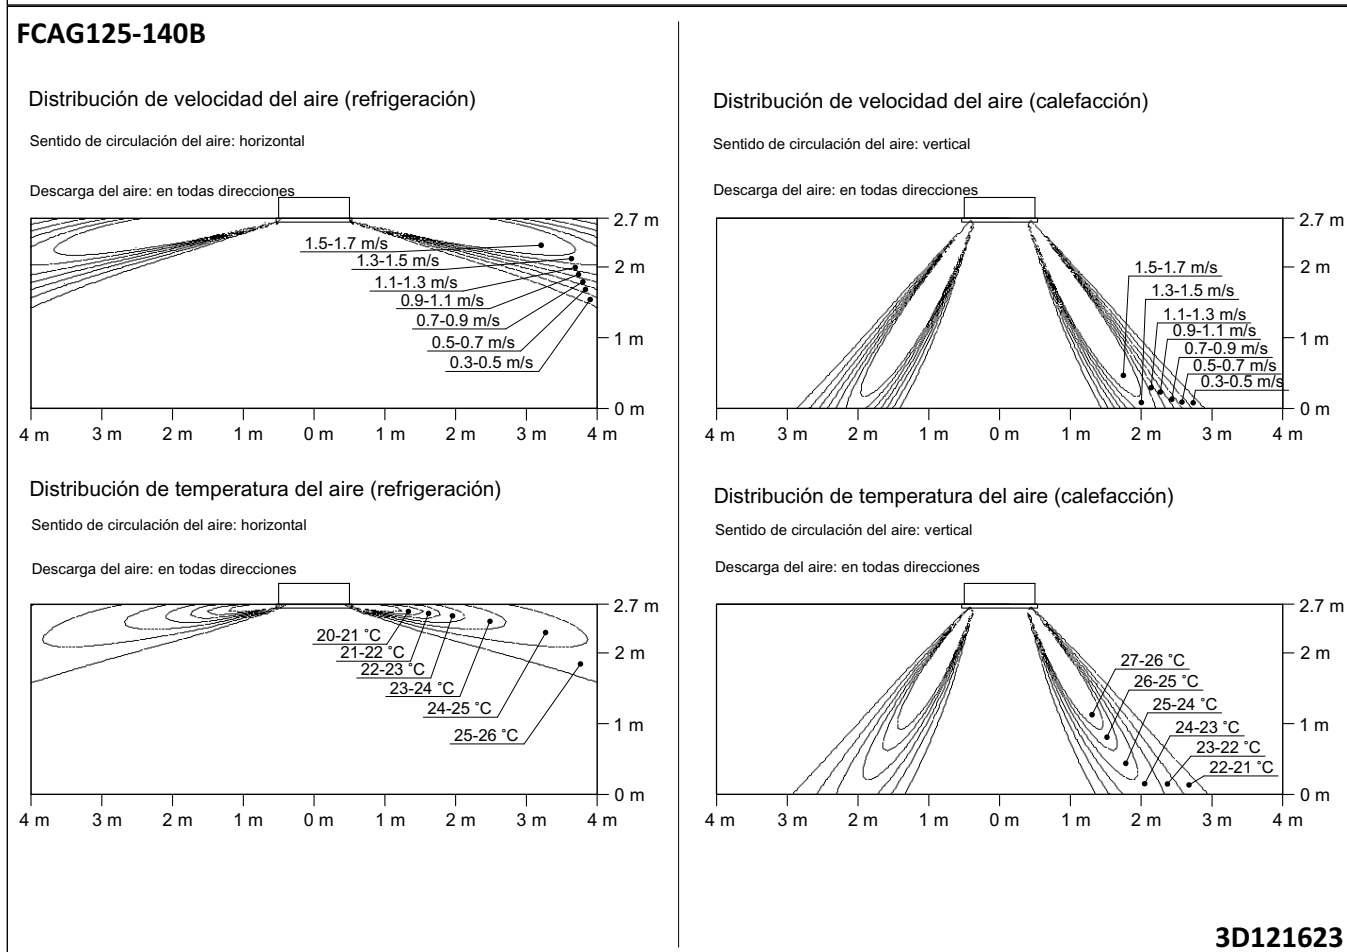 FCAG125-140B
Distribución de velocidad del aire (refrigeración)
Sentido de circulación del aire: horizontal
Descarga del aire: en todas direcciones
2.7 m
1.5-1.7 m/s
1.3-1.5 m/s
2 m
1.1-1.3 m/s
0.9-1.1 m/s
0.7-0.9 m/s
0.5-0.7 m/s
1 m
0.3-0.5 m/s
0 m
4 m 3 m 2 m 1 m 0 m 1 m 2 m 3 m 4 m
Distribución de temperatura del aire (refrigeración)
Sentido de circulación del aire: horizontal
Descarga del aire: en todas direcciones
2.7 m
20-21 ˚C
21-22 ˚C
2 m
22-23 ˚C
23-24 ˚C
24-25 ˚C
1 m
25-26 ˚C
0 m
4 m 3 m 2 m 1 m 0 m 1 m 2 m 3 m 4 m
Distribución de velocidad del aire (calefacción)
Sentido de circulación del aire: vertical
Descarga del aire: en todas direcciones
2.7 m
1.5-1.7 m/s
2 m
1.3-1.5 m/s
1.1-1.3 m/s
0.9-1.1 m/s
1 m
0.7-0.9 m/s
0.5-0.7 m/s
0.3-0.5 m/s
0 m
4 m 3 m 2 m 1 m 0 m 1 m 2 m 3 m 4 m
Distribución de temperatura del aire (calefacción)
Sentido de circulación del aire: vertical
Descarga del aire: en todas direcciones
2.7 m
27-26 ˚C
2 m
26-25 ˚C
25-24 ˚C
24-23 ˚C
1 m
23-22 ˚C
22-21 ˚C
0 m
4 m 3 m 2 m 1 m 0 m 1 m 2 m 3 m 4 m
3D121623